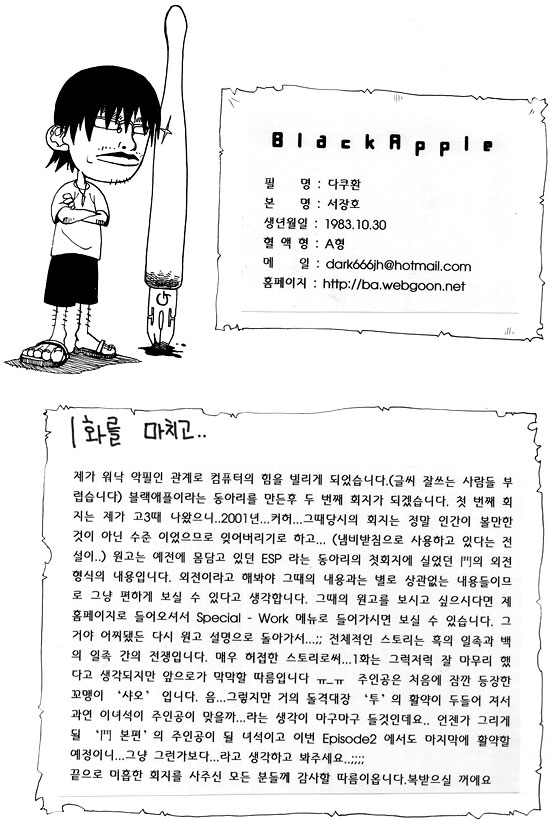 BlackApple
필 명 : 다쿠환
본 명 : 서장호
생년월일 : 1983.10.30
혈 액 형 : A형
메 일 : dark666jh@hotmail.com
홈페이지 : http://ba.webgoon.net
1화를 마치고..
제가 워낙 악필인 관계로 컴퓨터의 힘을 빌리게 되었습니다.(글씨 잘쓰는 사람들 부
럽습니다) 블랙애플이라는 동아리를 만든후 두 번째 회지가 되겠습니다. 첫 번째 회
지는 제가 고3때 나왔으니..2001년...커허...그때당시의 회지는 정말 인간이 볼만한
것이 아닌 수준 이었으므로 잊어버리기로 하고... (냄비받침으로 사용하고 있다는 전
설이..) 원고는 예전에 몸담고 있던 ESP 라는 동아리의 첫회지에 실었던 鬥의 외전
형식의 내용입니다. 외전이라고 해봐야 그때의 내용과는 별로 상관없는 내용들이므
로 그냥 편하게 보실 수 있다고 생각합니다. 그때의 원고를 보시고 싶으시다면 제
홈페이지로 들어오셔서 Special - Work 메뉴로 들어가시면 보실 수 있습니다. 그
거야 어찌됐든 다시 원고 설명으로 돌아가서...;; 전체적인 스토리는 흑의 일족과 백
의 일족 간의 전쟁입니다. 매우 허접한 스토리로써...1화는 그럭저럭 잘 마무리 했
다고 생각되지만 앞으로가 막막할 따름입니다 ㅠ_ㅠ 주인공은 처음에 잠깐 등장한
꼬맹이 '샤오' 입니다. 음...그렇지만 거의 돌격대장 '투' 의 활약이 두들어 져서
과연 이녀석이 주인공이 맞을까...라는 생각이 마구마구 들것인데요.. 언젠가 그리게
될 '鬥 본편' 의 주인공이 될 녀석이고 이번 Episode2 에서도 마지막에 활약할
예정이니...그냥 그런가보다...라고 생각하고 봐주세요..;;;;
끝으로 미흡한 회지를 사주신 모든 분들께 감사할 따름이옵니다.복받으실 꺼에요